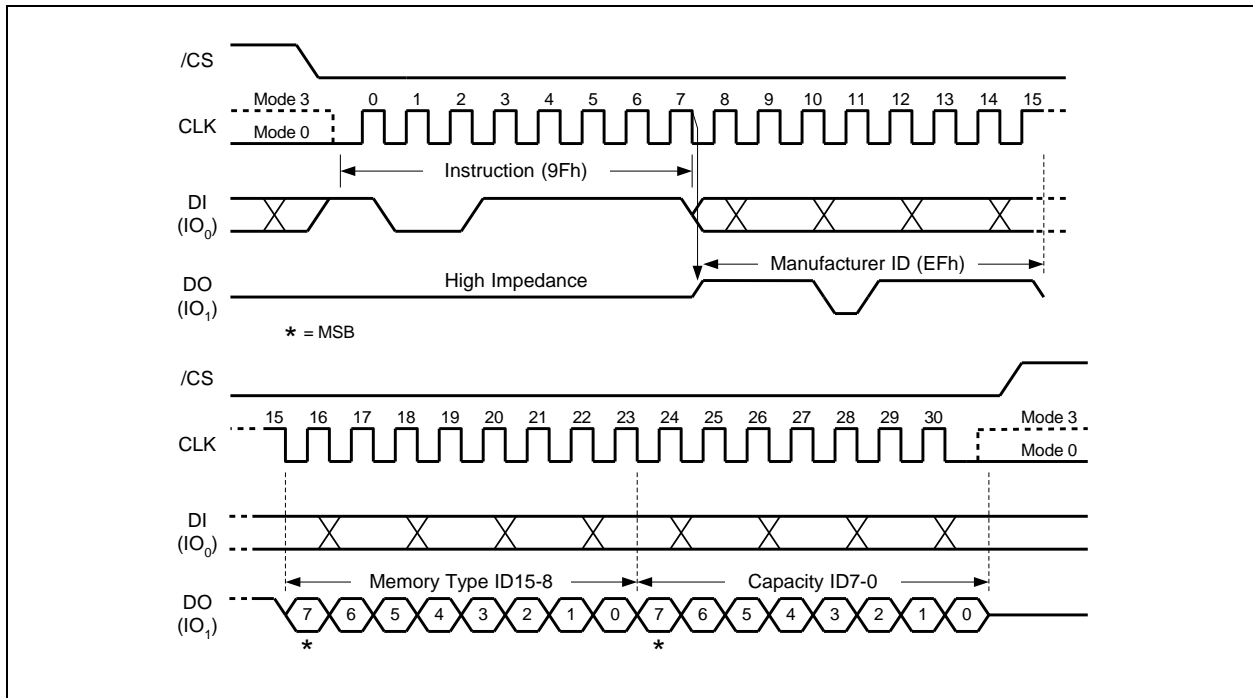 /CS
Mode 3 0 1 2 3 4 5 6 7 8 9 10 11 12 13 14 15
CLK
Mode 0
Instruction (9Fh)
DI
(IO0)
Manufacturer ID (EFh)
High Impedance
DO
(IO1)
* = MSB
/CS
15 16 17 18 19 20 21 22 23 24 25 26 27 28 29 30 Mode 3
CLK
Mode 0
DI
(IO0)
Memory Type ID15-8 Capacity ID7-0
DO
(IO1)
7 6 5 4 3 2 1 0 7 6 5 4 3 2 1 0
* *